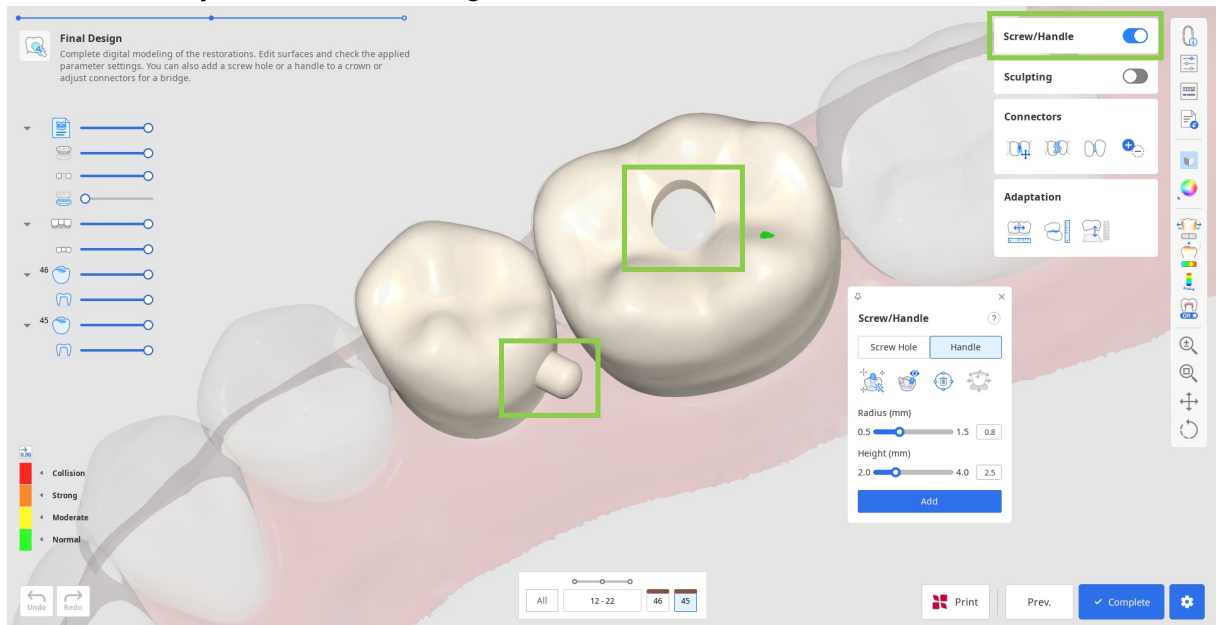 Final Design
Complete digital modeling of the restorations. Edit surfaces and check the applied
parameter settings. You can also add a screw hole or a handle to a crown or
adjust connectors for a bridge.
46
45
0.00
Collision
Strong
Moderate
Normal
Undo
Redo
All
12 - 22
46
45
Screw/Handle
Sculpting
Connectors
Adaptation
Screw/Handle
?
Screw Hole
Handle
Radius (mm)
0.5
1.5
0.8
Height (mm)
2.0
4.0
2.5
Add
ON
Print
Prev.
Complete